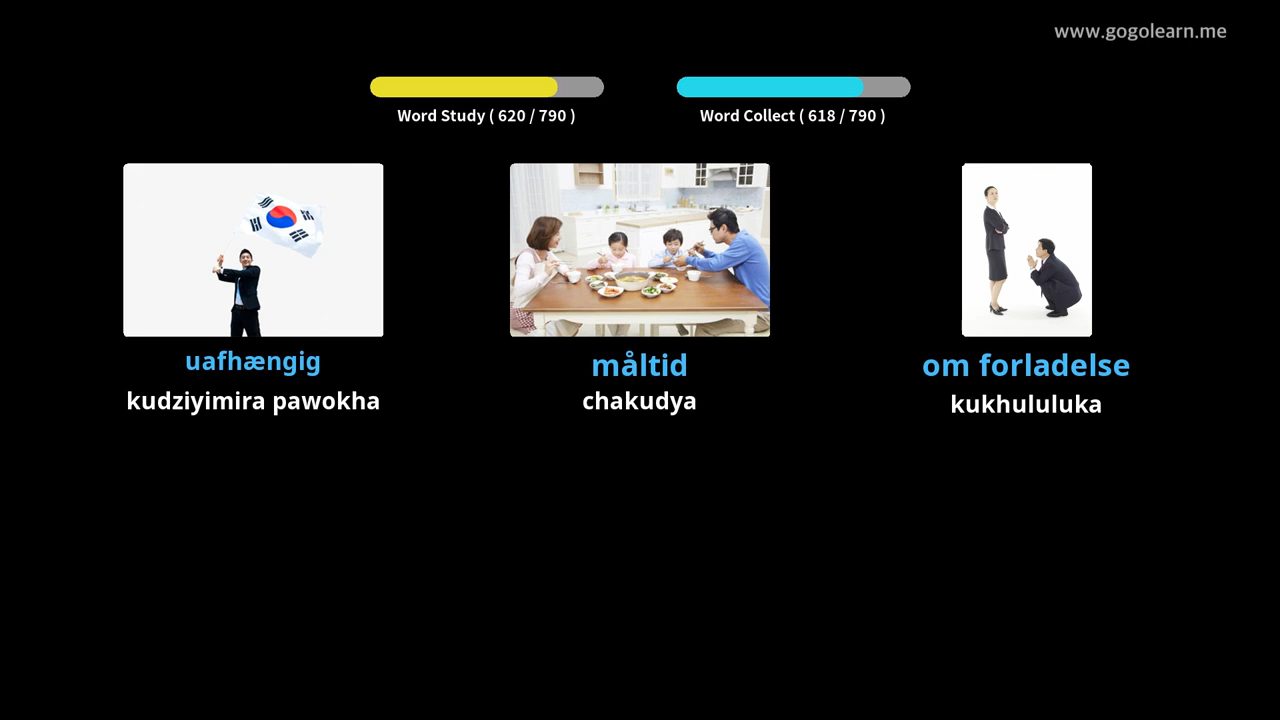 www.gogolearn.me
Word Study ( 620 / 790 )
Word Collect ( 618 / 790 )
uafhængig
kudziyimira pawokha
måltid
chakudya
om forladelse
kukhululuka